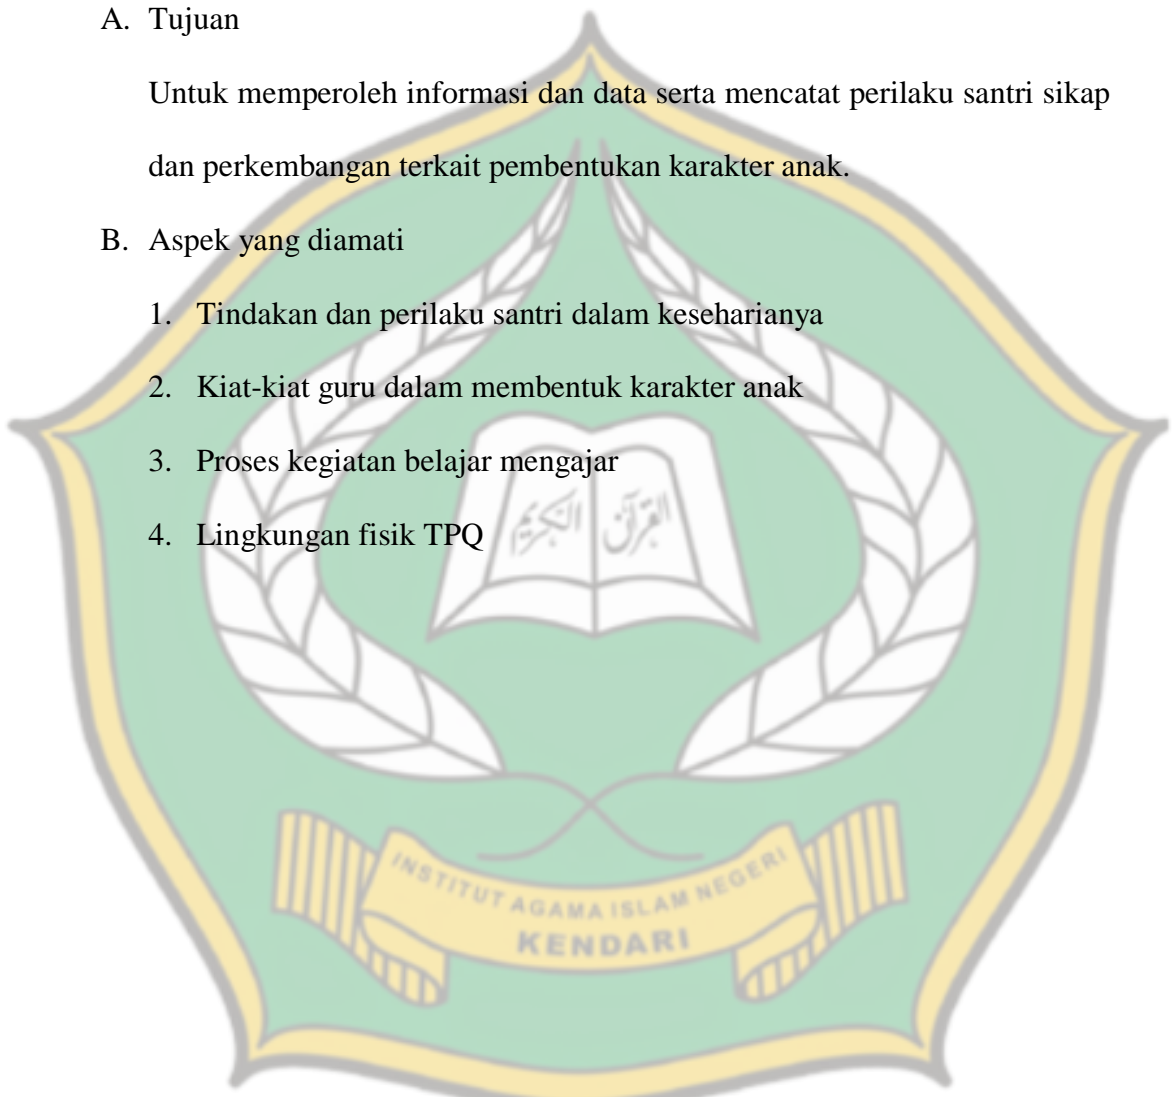 A. Tujuan
Untuk memperoleh informasi dan data serta mencatat perilaku santri sikap
dan perkembangan terkait pembentukan karakter anak.
B. Aspek yang diamati
1. Tindakan dan perilaku santri dalam keseharianya
2. Kiat-kiat guru dalam membentuk karakter anak
3. Proses kegiatan belajar mengajar
4. Lingkungan fisik TPQ
القرآن الكريم
INSTITUT AGAMA ISLAM NEGERI
KENDARI